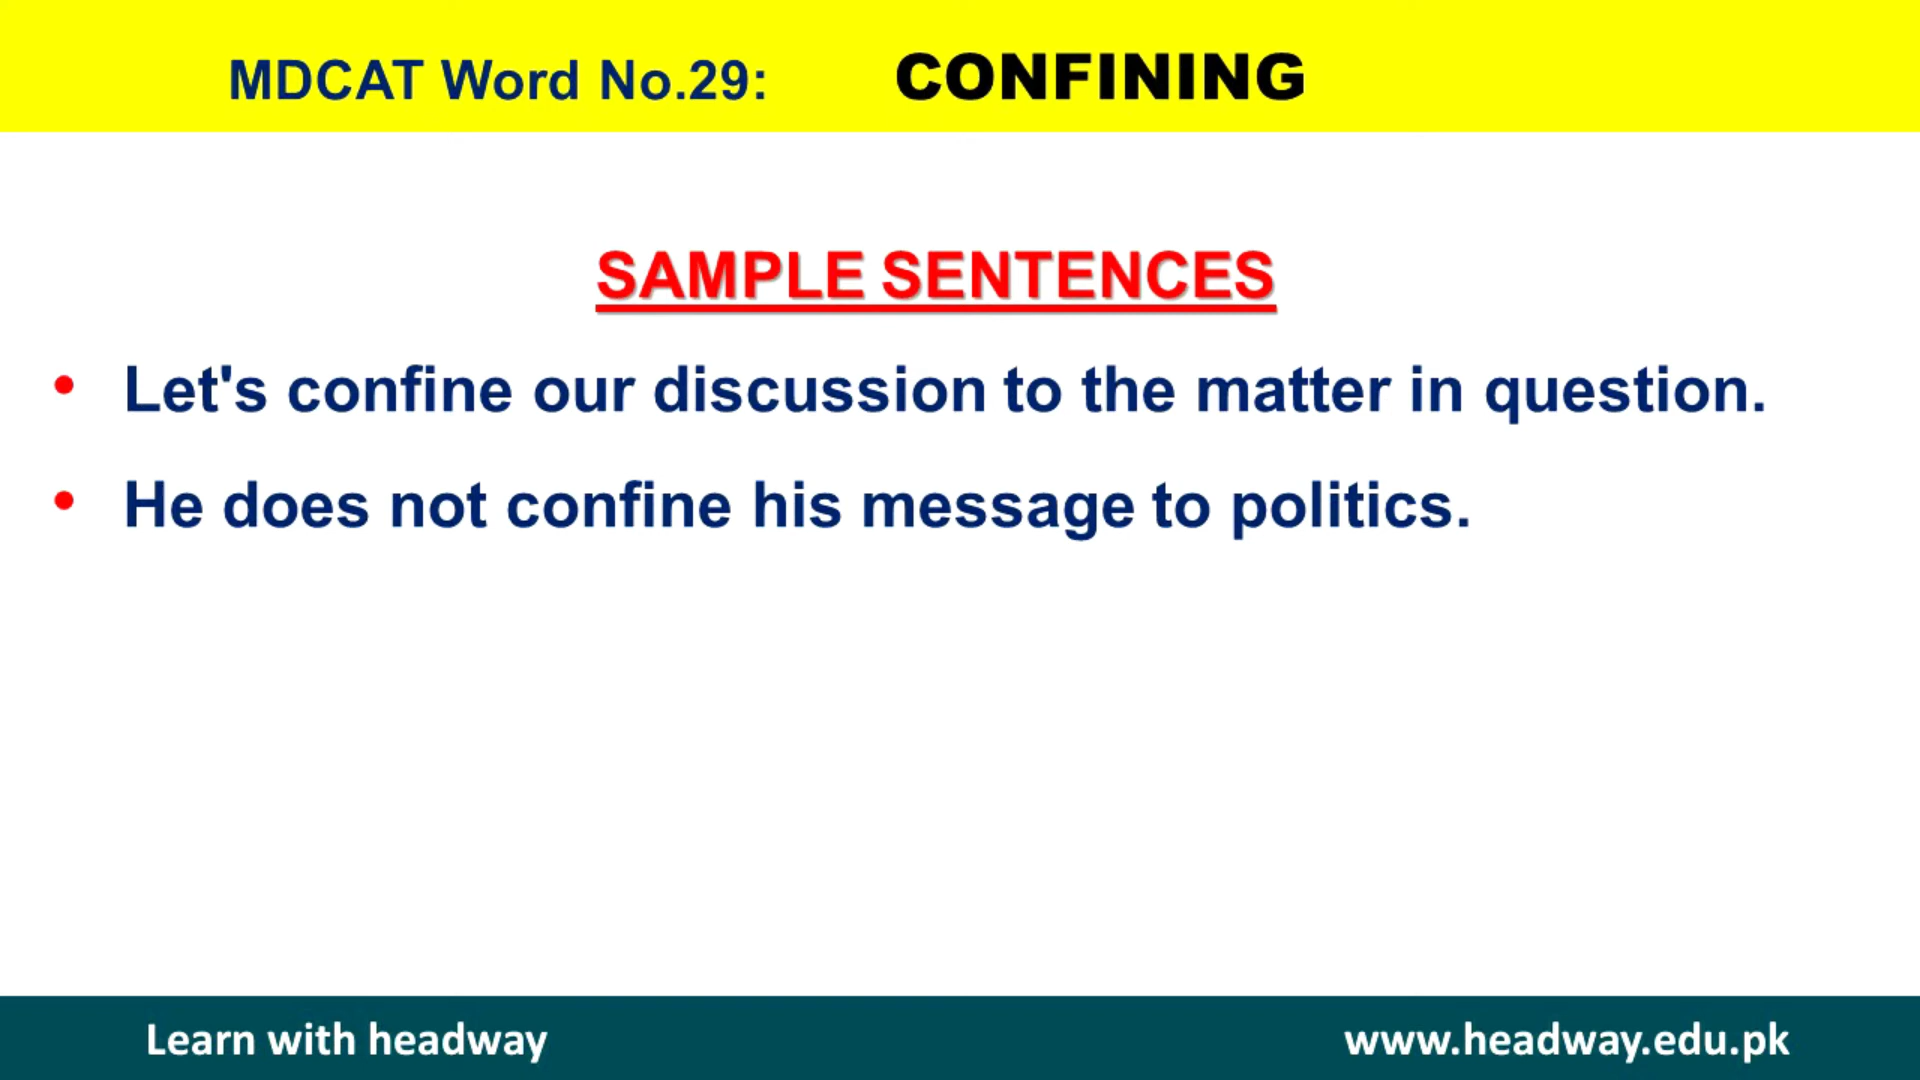 MDCAT Word No.29: CONFINING
SAMPLE SENTENCES
• Let's confine our discussion to the matter in question.
• He does not confine his message to politics.
Learn with headway www.headway.edu.pk